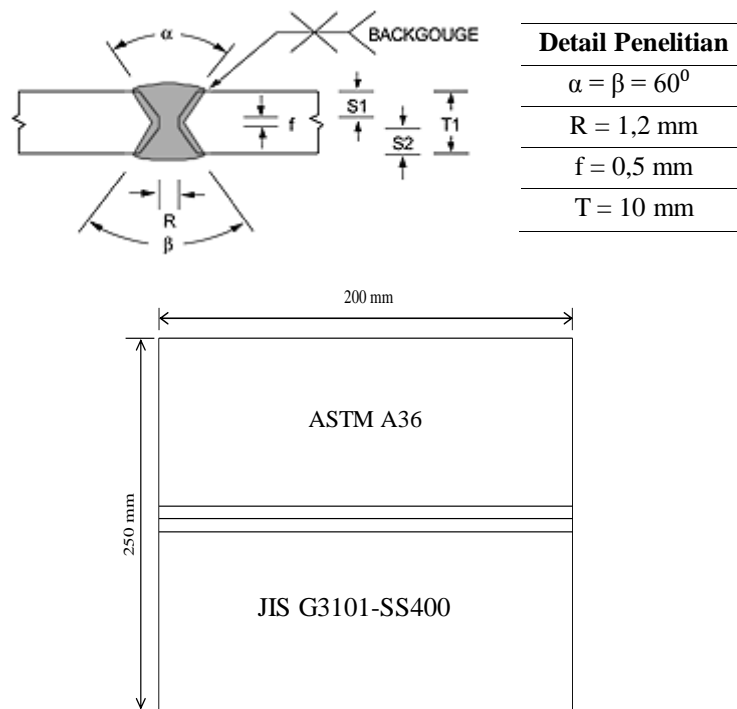 α
BACKGOUGE
S1
f
T1
S2
R
β
Detail Penelitian
α = β = 60⁰
R = 1,2 mm
f = 0,5 mm
T = 10 mm
200 mm
ASTM A36
250 mm
JIS G3101-SS400